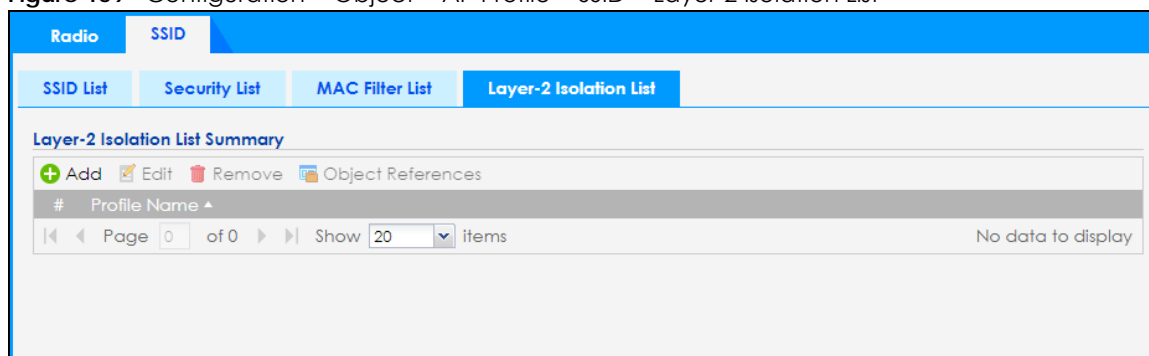 Radio SSID
SSID List Security List MAC Filter List Layer-2 Isolation List
Layer-2 Isolation List Summary
Add Edit Remove Object References
# Profile Name
Page 0 of 0 Show 20 items No data to display